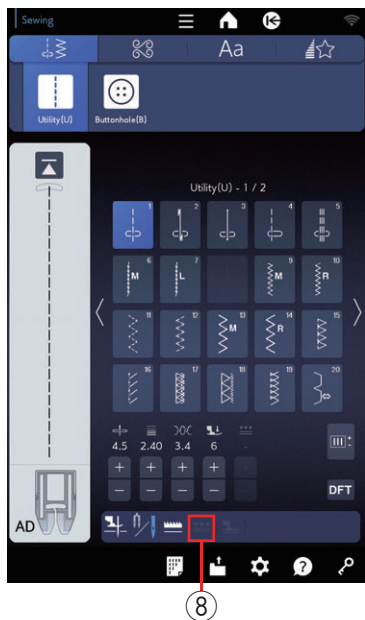 Sewing
Aa
Utility(U)
Buttonhole(B)
Utility(U) - 1 / 2
1 2 3 4 5
6 M 7 L 9 M 10 R
11 12 13 M 14 R 15
16 17 18 19 20
4.5 2.40 3.4 6 -
+ + + +
− − − −
DFT
AD
?
⑧